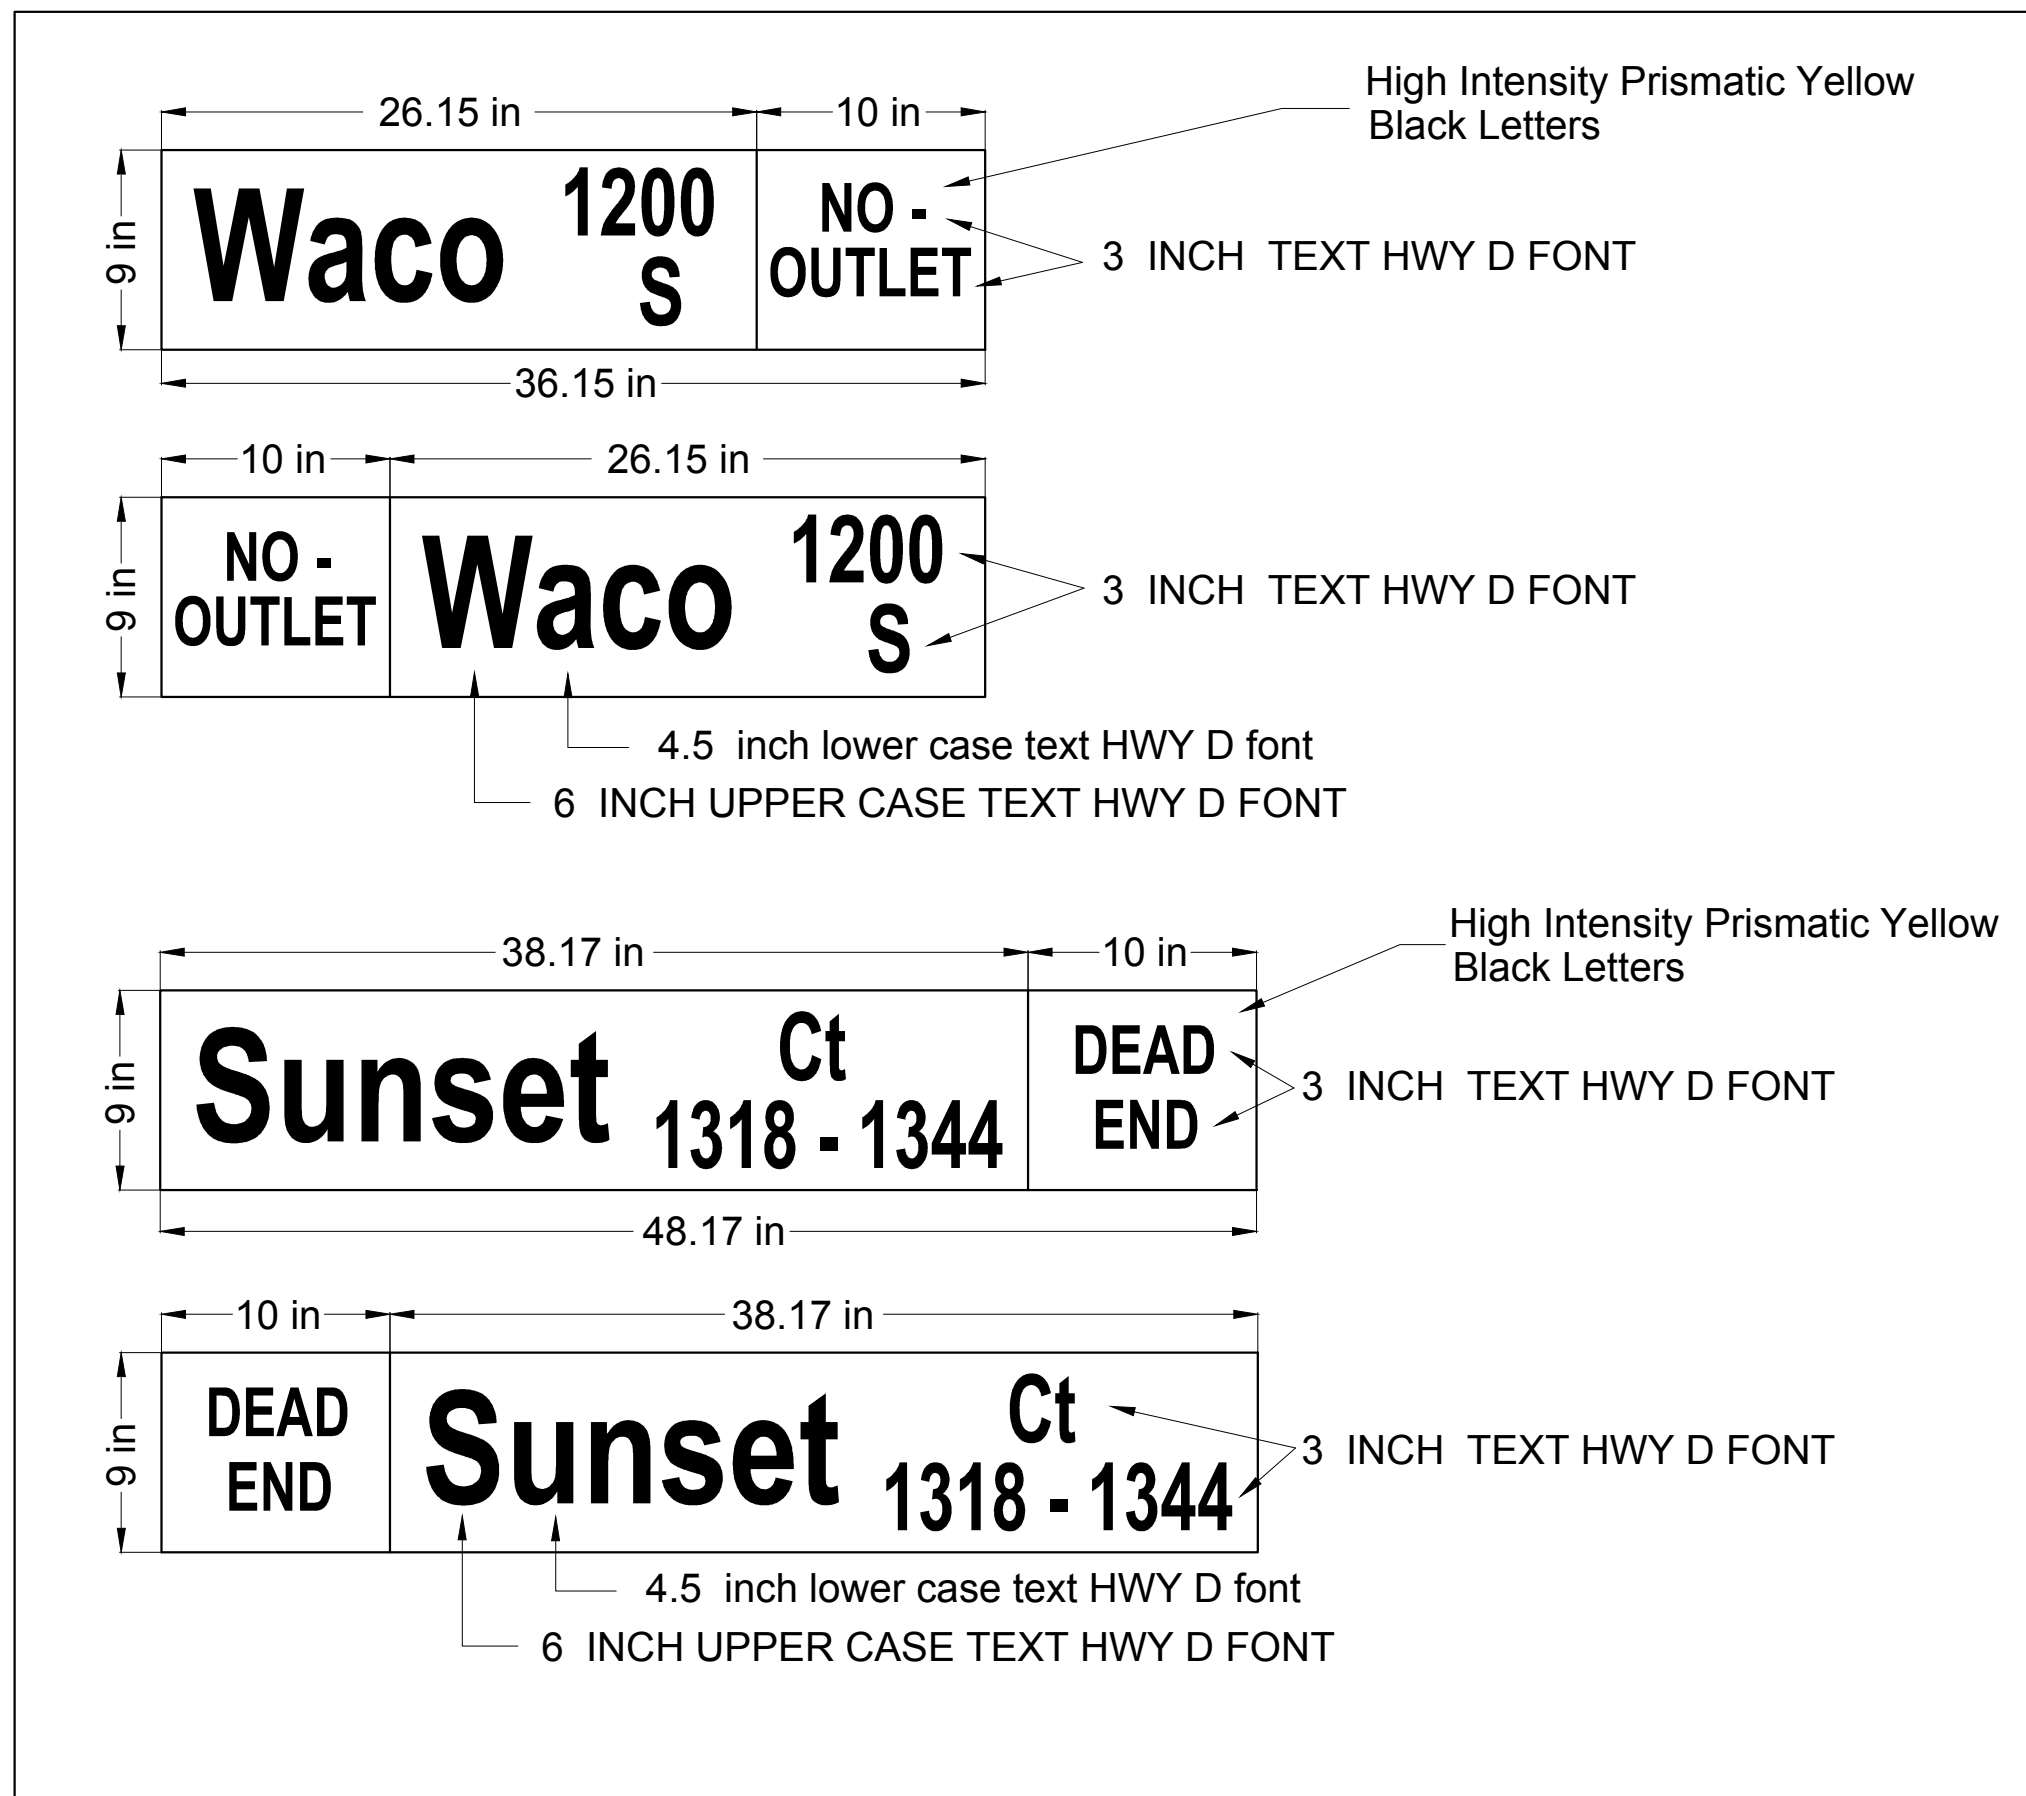 High Intensity Prismatic Yellow
Black Letters
26.15 in
10 in
9 in
Waco
1200
S
NO -
OUTLET
3 INCH TEXT HWY D FONT
36.15 in
10 in
26.15 in
9 in
NO -
OUTLET
Waco
1200
S
3 INCH TEXT HWY D FONT
4.5 inch lower case text HWY D font
6 INCH UPPER CASE TEXT HWY D FONT
High Intensity Prismatic Yellow
Black Letters
38.17 in
10 in
9 in
Sunset
Ct
1318 - 1344
DEAD
END
3 INCH TEXT HWY D FONT
48.17 in
10 in
38.17 in
9 in
DEAD
END
Sunset
Ct
1318 - 1344
3 INCH TEXT HWY D FONT
4.5 inch lower case text HWY D font
6 INCH UPPER CASE TEXT HWY D FONT